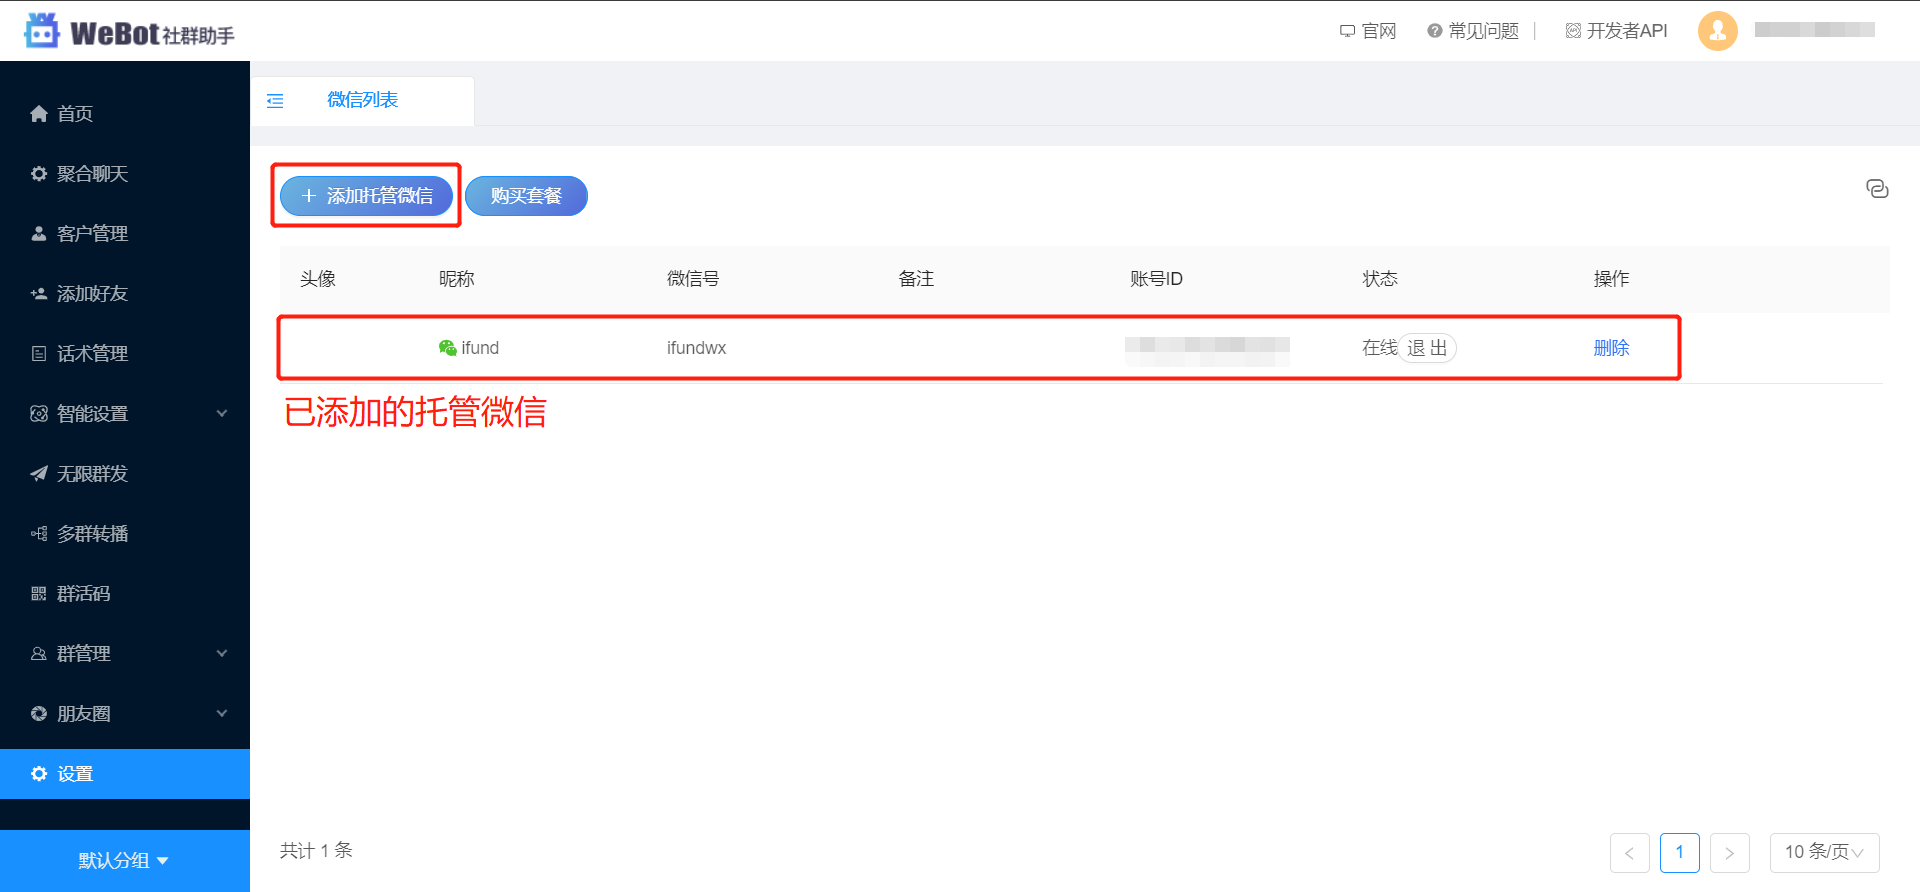 WeBot社群助手
官网
常见问题
开发者API
首页
聚合聊天
客户管理
添加好友
话术管理
智能设置
无限群发
多群转播
群活码
群管理
朋友圈
设置
默认分组
微信列表
+ 添加托管微信
购买套餐
头像 昵称 微信号 备注 账号ID 状态 操作
ifund ifundwx 在线 退 出 删除
已添加的托管微信
共计 1 条
< 1 > 10 条/页